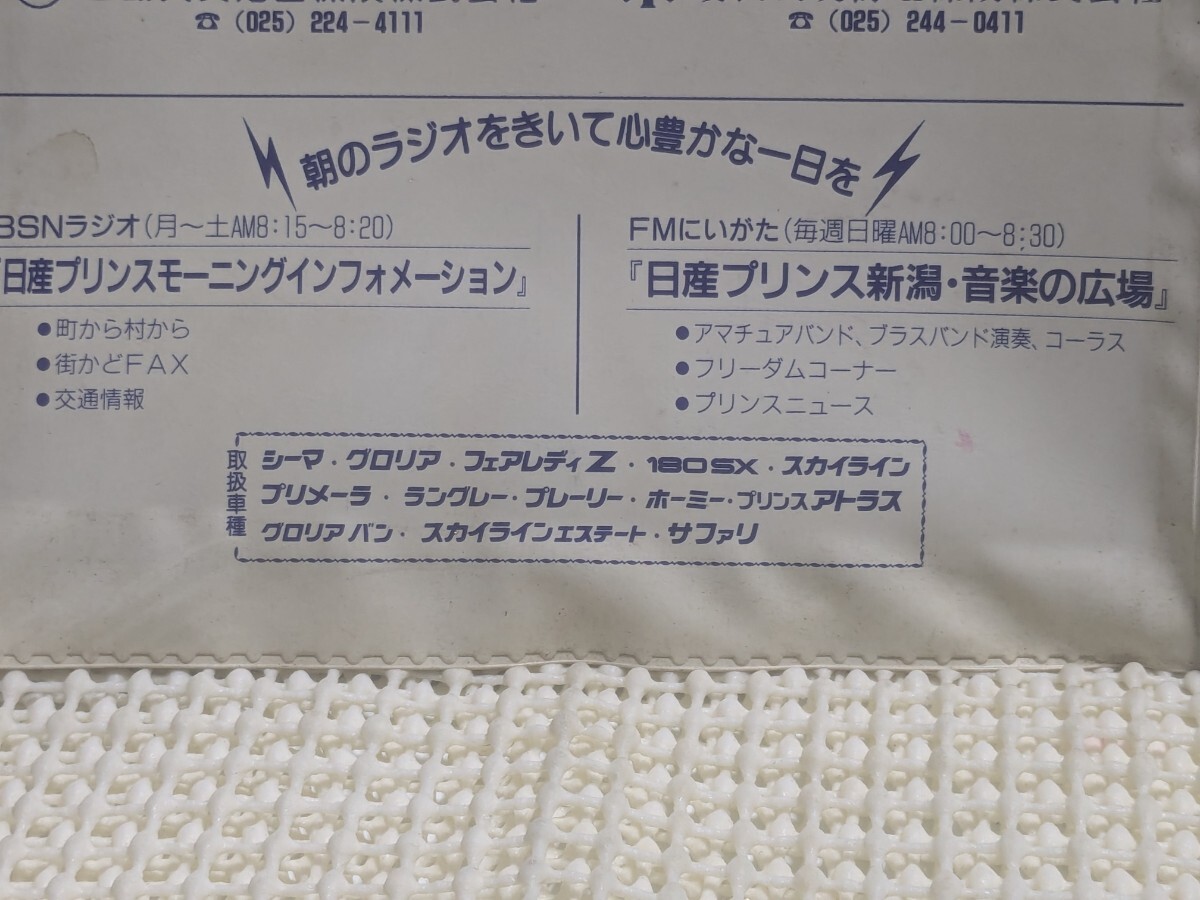 ☎ (025) 224-4111
☎ (025) 244-0411
朝のラジオをきいて心豊かな一日を
BSNラジオ(月〜土AM8:15〜8:20)
『日産プリンスモーニングインフォメーション』
●町から村から
●街かどFAX
●交通情報
FMにいがた(毎週日曜AM8:00〜8;30)
『日産プリンス新潟・音楽の広場』
●アマチュアバンド、ブラスバンド演奏、コーラス
●フリーダムコーナー
●プリンスニュース
取扱車種
シーマ・グロリア・フェアレディZ・180SX・スカイライン
プリメーラ・ラングレー・プレーリー・ホーミー・プリンスアトラス
グロリアバン・スカイラインエステート・サファリ